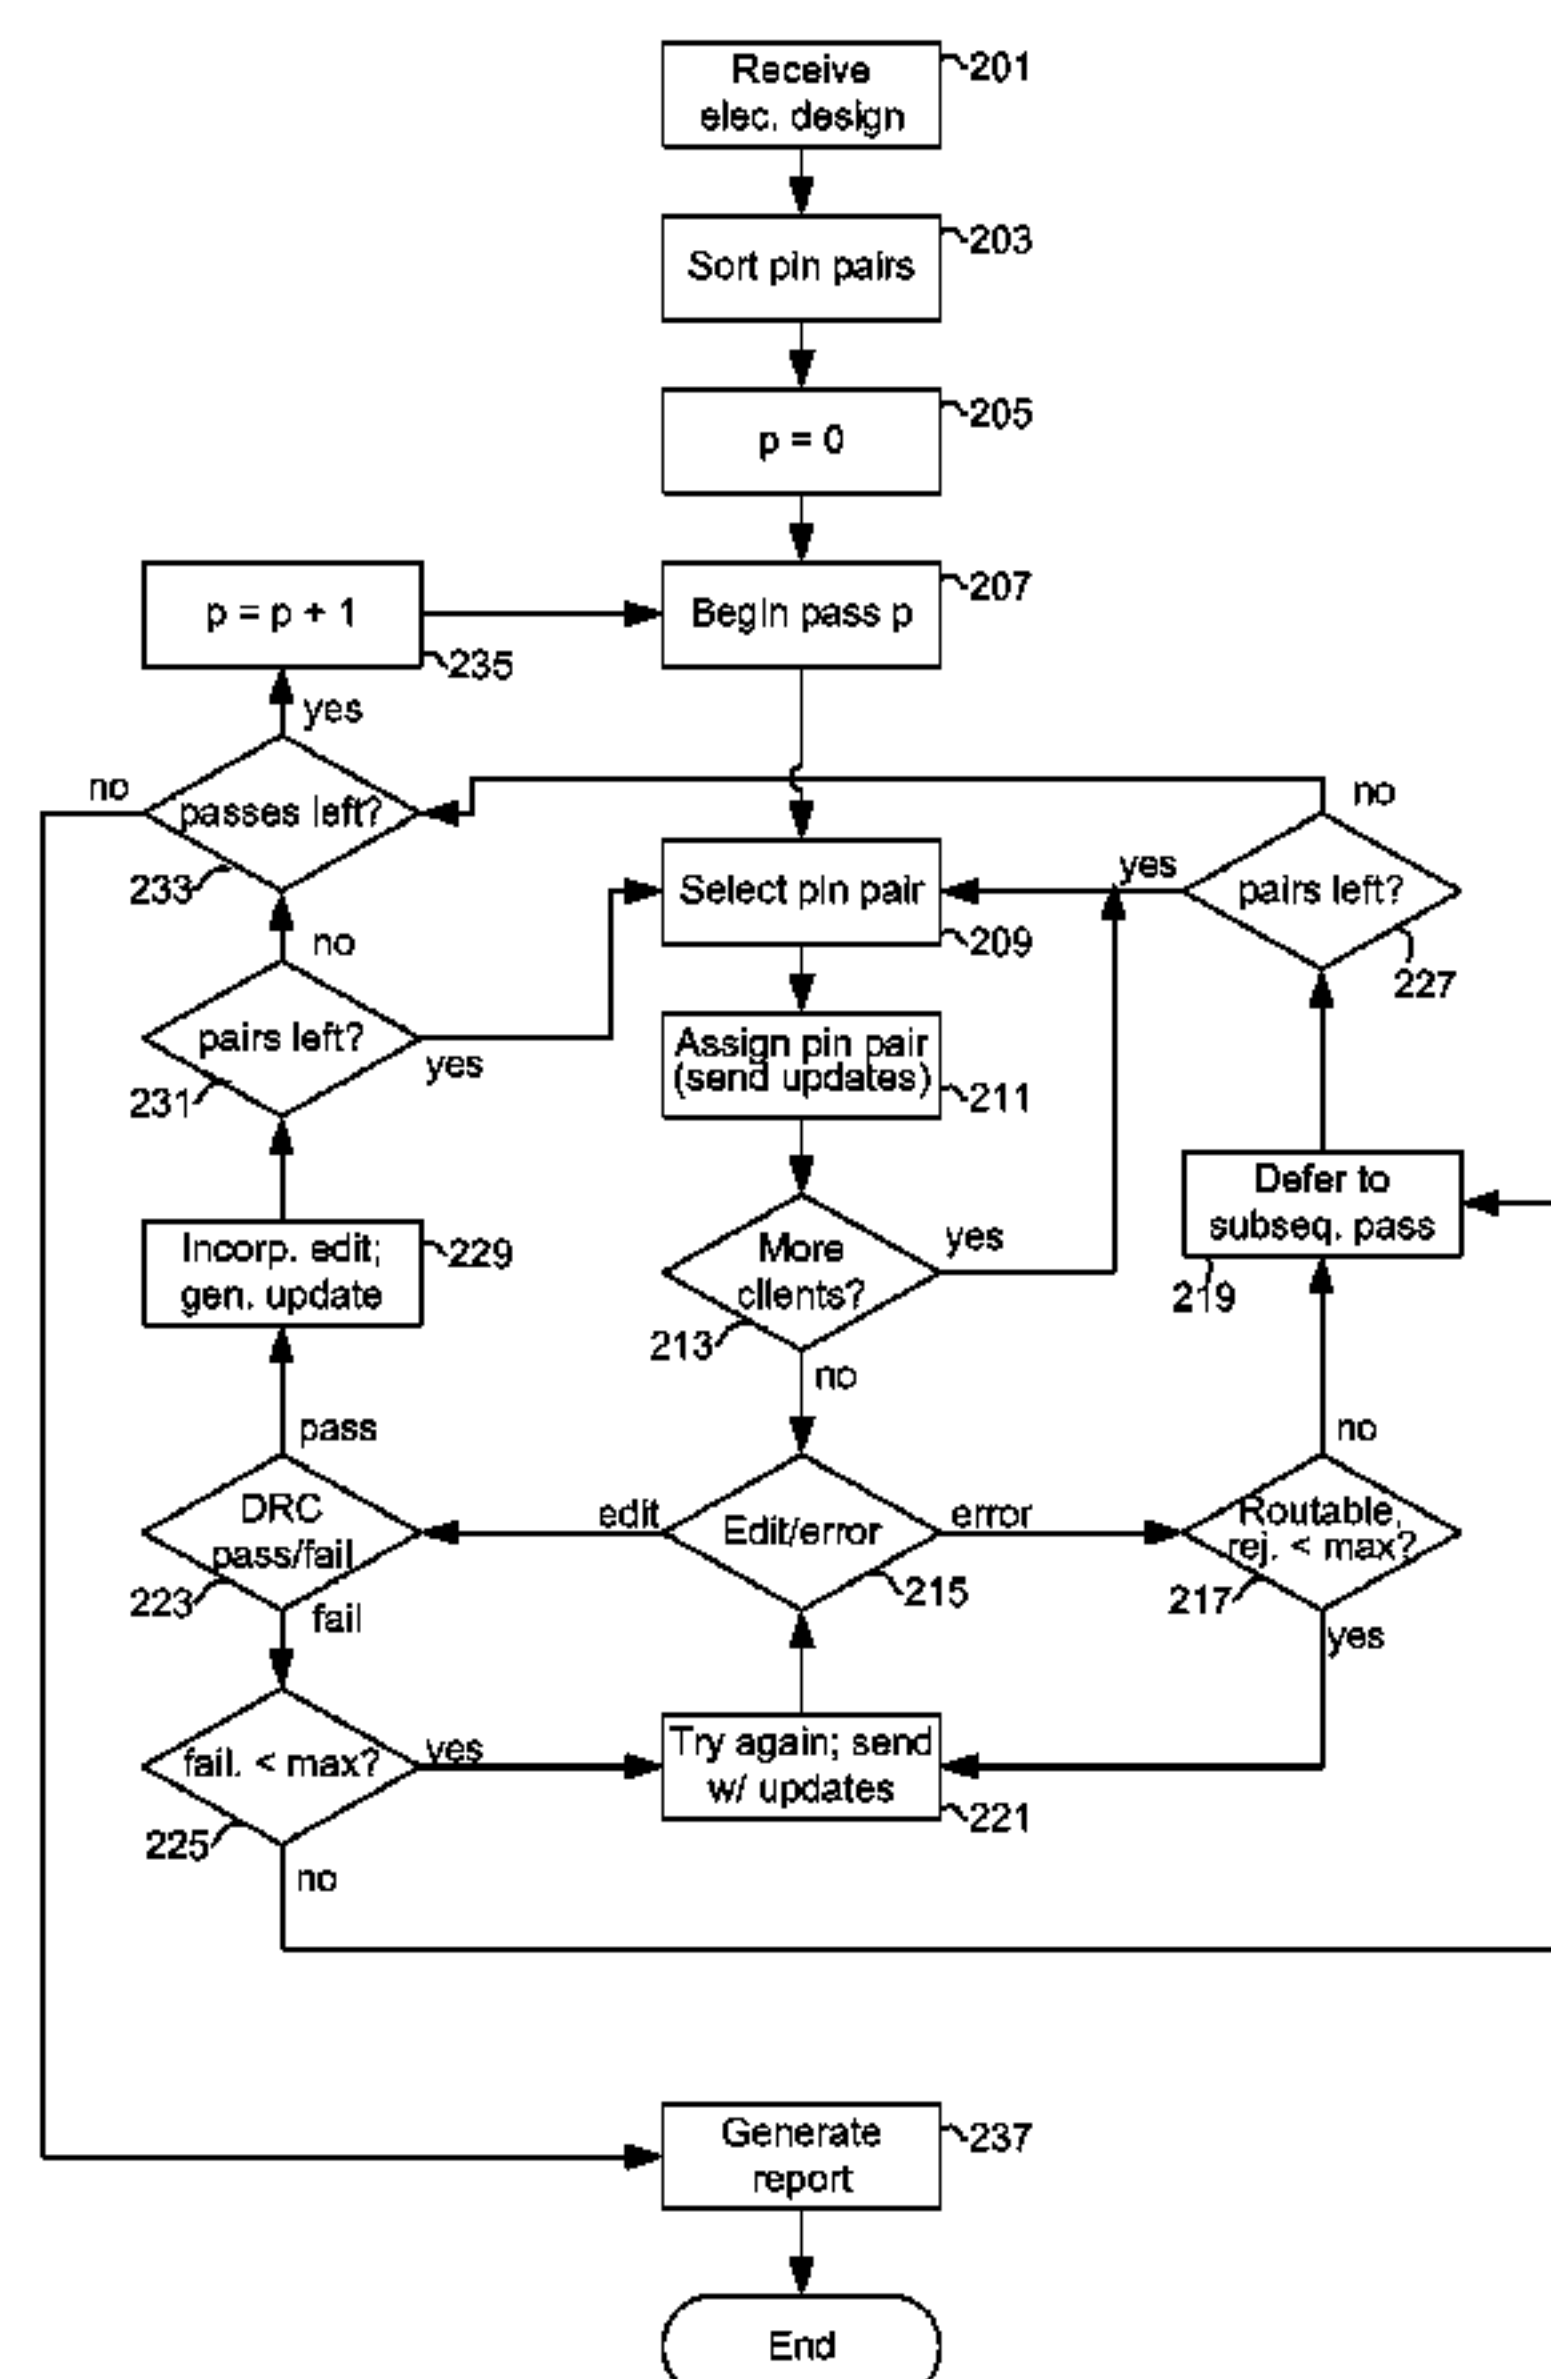 Receive
elec. design
201
Sort pin pairs
203
p = 0
205
p = p + 1
235
Begin pass p
207
yes
no
passes left?
233
no
pairs left?
231
yes
Select pin pair
209
yes
no
pairs left?
227
Assign pin pair
(send updates)
211
More
clients?
213
yes
no
Defer to
subseq. pass
219
Incorp. edit;
gen. update
229
pass
DRC
pass/fail
223
fail
edit
Edit/error
215
error
no
Routable,
rej. < max?
217
yes
fail. < max?
225
yes
no
Try again; send
w/ updates
221
Generate
report
237
End